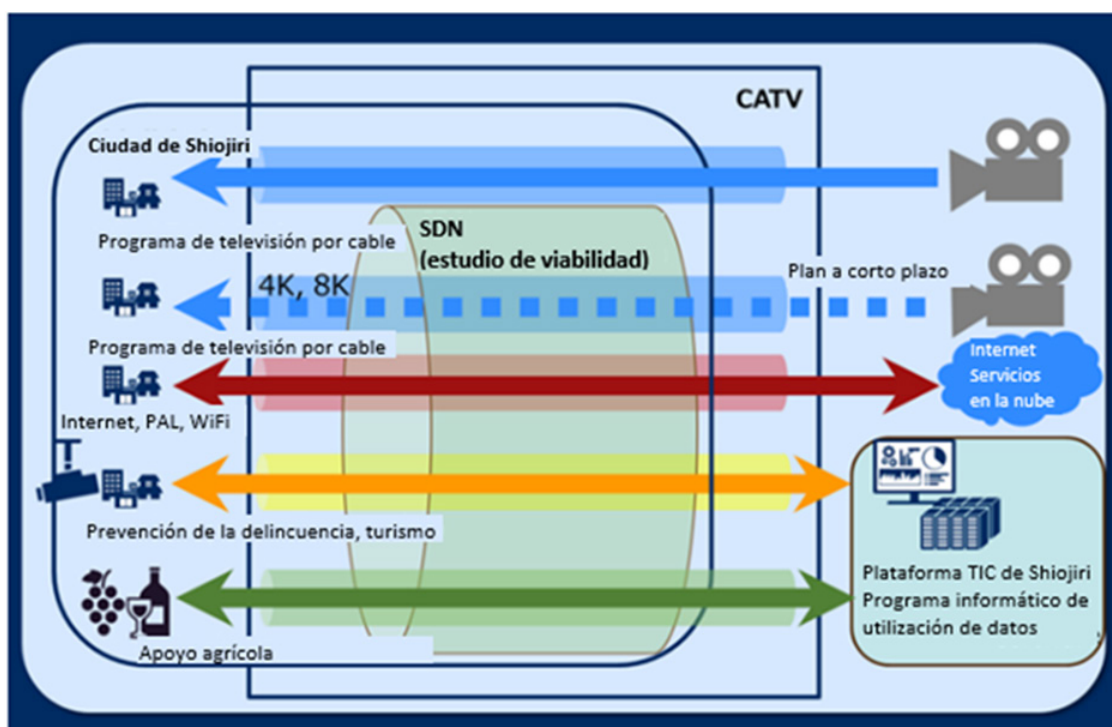 CATV
Ciudad de Shiojiri
Programa de televisión por cable
SDN
(estudio de viabilidad)
Plan a corto plazo
4K, 8K
Programa de televisión por cable
Internet
Servicios
en la nube
Internet, PAL, WiFi
Prevención de la delincuencia, turismo
Plataforma TIC de Shiojiri
Programa informático de
utilización de datos
Apoyo agrícola